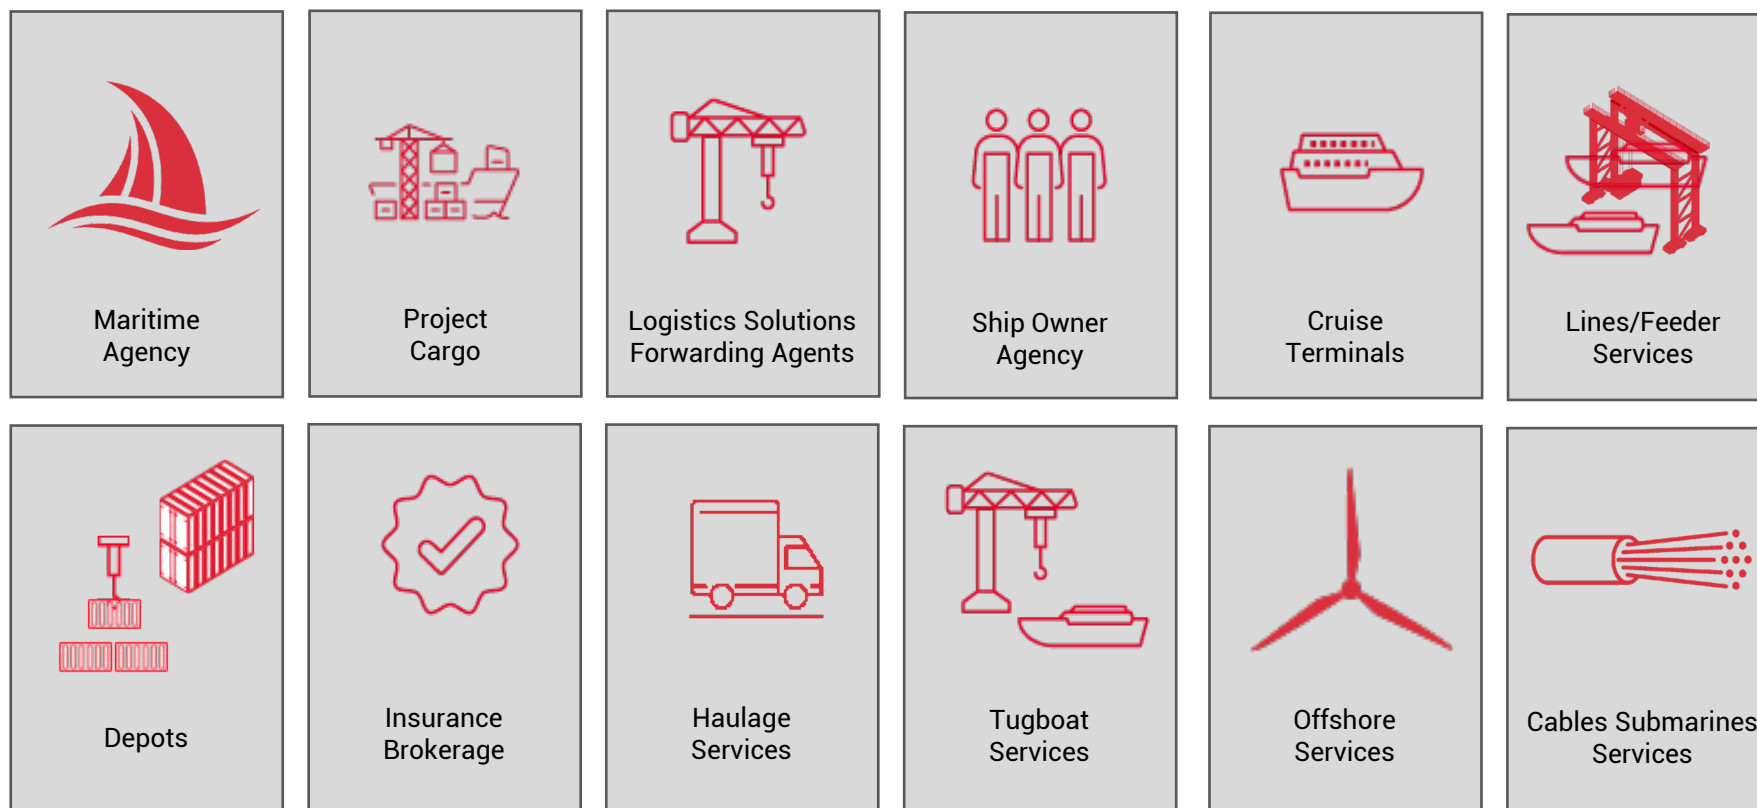 Maritime
Agency
Project
Cargo
Logistics Solutions
Forwarding Agents
Ship Owner
Agency
Cruise
Terminals
Lines/Feeder
Services
Depots
Insurance
Brokerage
Haulage
Services
Tugboat
Services
Offshore
Services
Cables Submarines
Services